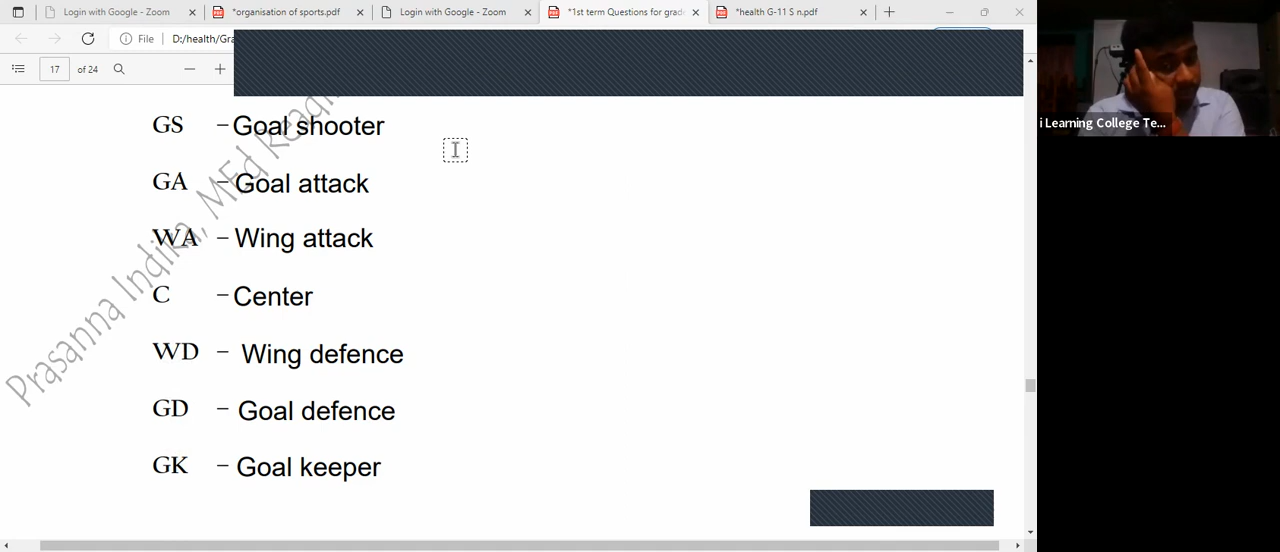 Login with Google - Zoom
*organisation of sports.pdf
Login with Google - Zoom
*1st term Questions for grade
*health G-11 S n.pdf
File
D:/health/Gra
17 of 24
GS – Goal shooter
GA – Goal attack
WA – Wing attack
C – Center
WD – Wing defence
GD – Goal defence
GK – Goal keeper
Prasanna Indika, MEd
i Learning College Te...